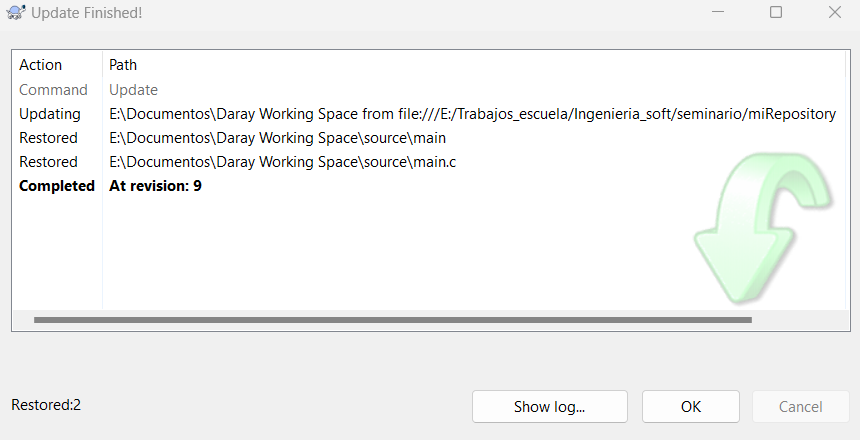 Update Finished!
Action Path
Command Update
Updating E:\Documentos\Daray Working Space from file:///E:/Trabajos_escuela/Ingenieria_soft/seminario/miRepository
Restored E:\Documentos\Daray Working Space\source\main
Restored E:\Documentos\Daray Working Space\source\main.c
Completed At revision: 9
Restored:2
Show log... OK Cancel